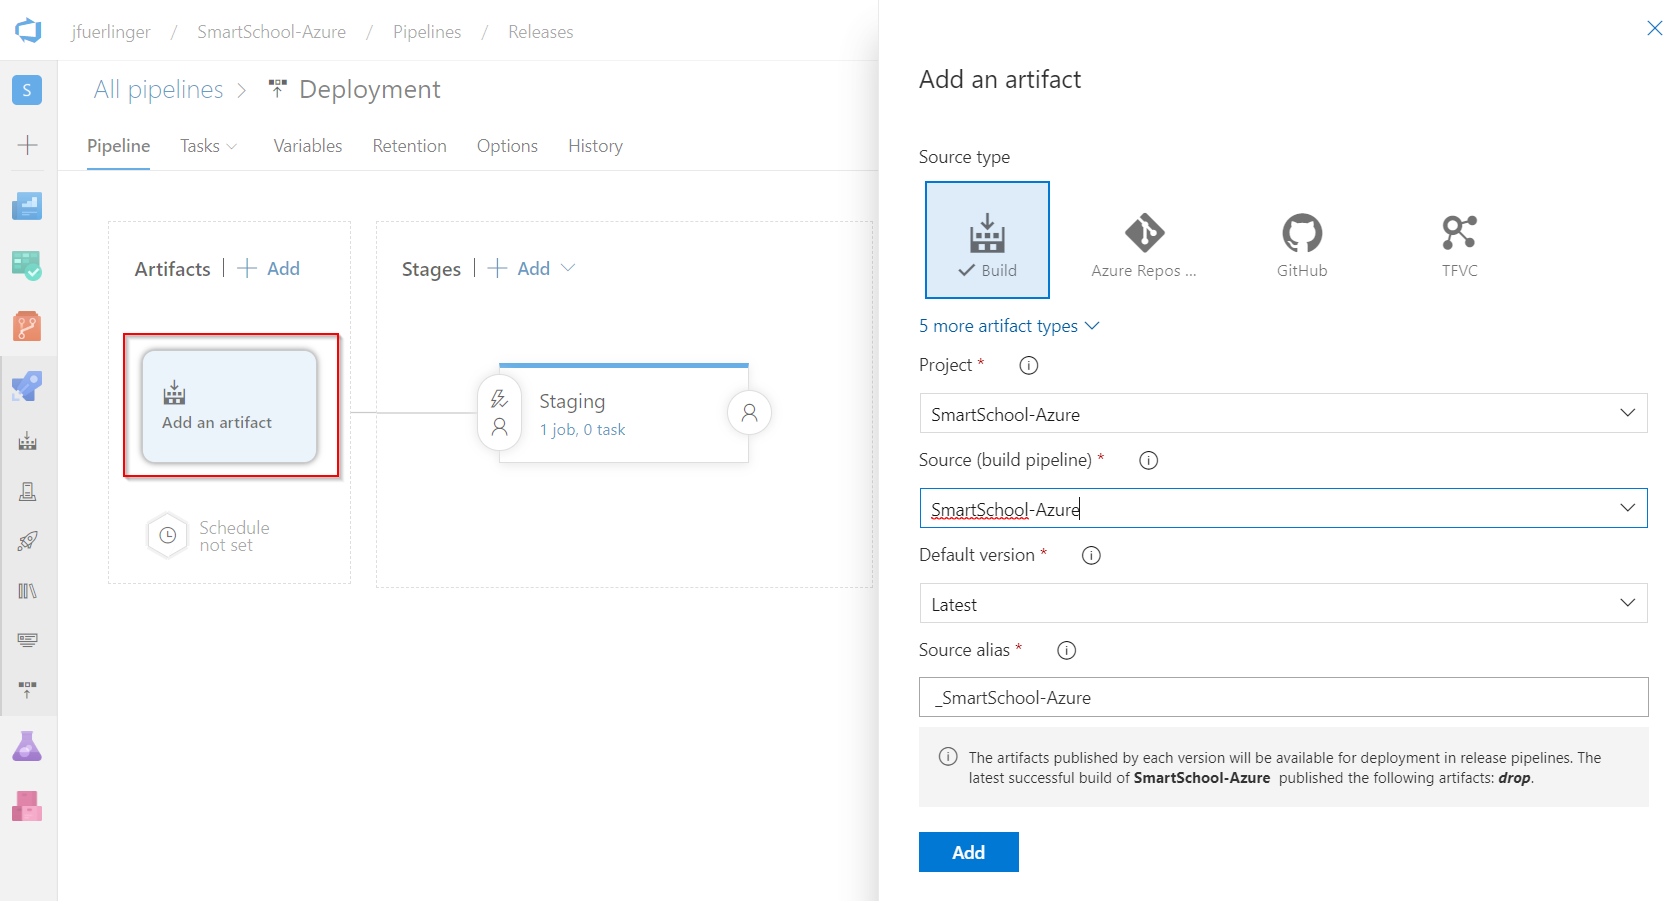 jfuerlinger / SmartSchool-Azure / Pipelines / Releases
S
All pipelines > Deployment
Pipeline Tasks Variables Retention Options History
Artifacts | + Add
Stages | + Add
Add an artifact
Staging
1 job, 0 task
Schedule
not set
Add an artifact
Source type
Build
Azure Repos ...
GitHub
TFVC
5 more artifact types
Project *
SmartSchool-Azure
Source (build pipeline) *
SmartSchool-Azure
Default version *
Latest
Source alias *
_SmartSchool-Azure
The artifacts published by each version will be available for deployment in release pipelines. The
latest successful build of SmartSchool-Azure published the following artifacts: drop.
Add